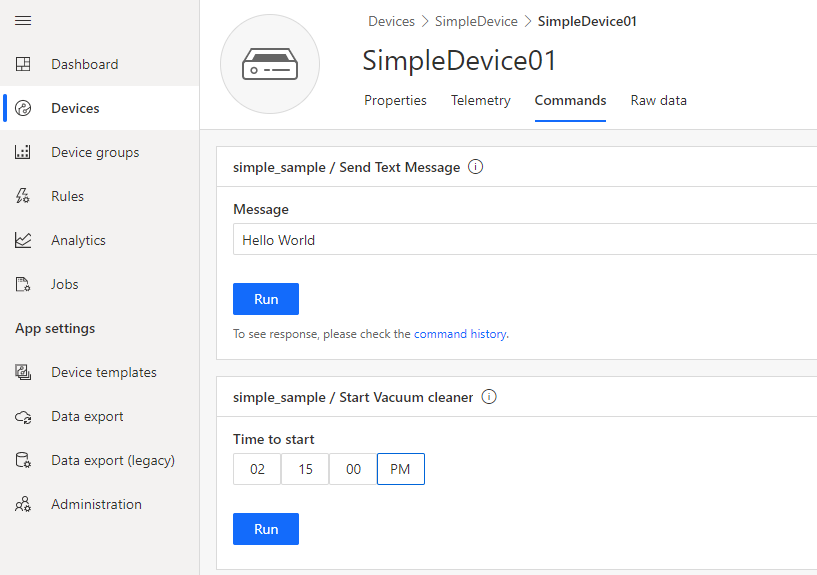 Dashboard
Devices
Device groups
Rules
Analytics
Jobs
App settings
Device templates
Data export
Data export (legacy)
Administration
Devices > SimpleDevice > SimpleDevice01
SimpleDevice01
Properties Telemetry Commands Raw data
simple_sample / Send Text Message
Message
Hello World
Run
To see response, please check the command history.
simple_sample / Start Vacuum cleaner
Time to start
02 15 00 PM
Run